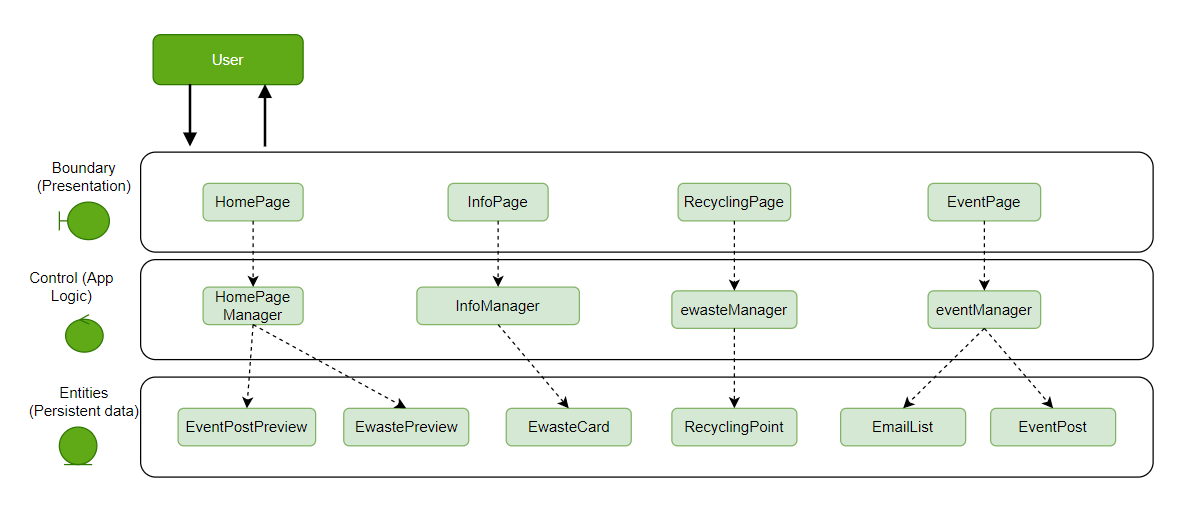 User
Boundary
(Presentation)
HomePage
InfoPage
RecyclingPage
EventPage
Control (App
Logic)
HomePage
Manager
InfoManager
ewasteManager
eventManager
Entities
(Persistent data)
EventPostPreview
EwastePreview
EwasteCard
RecyclingPoint
EmailList
EventPost